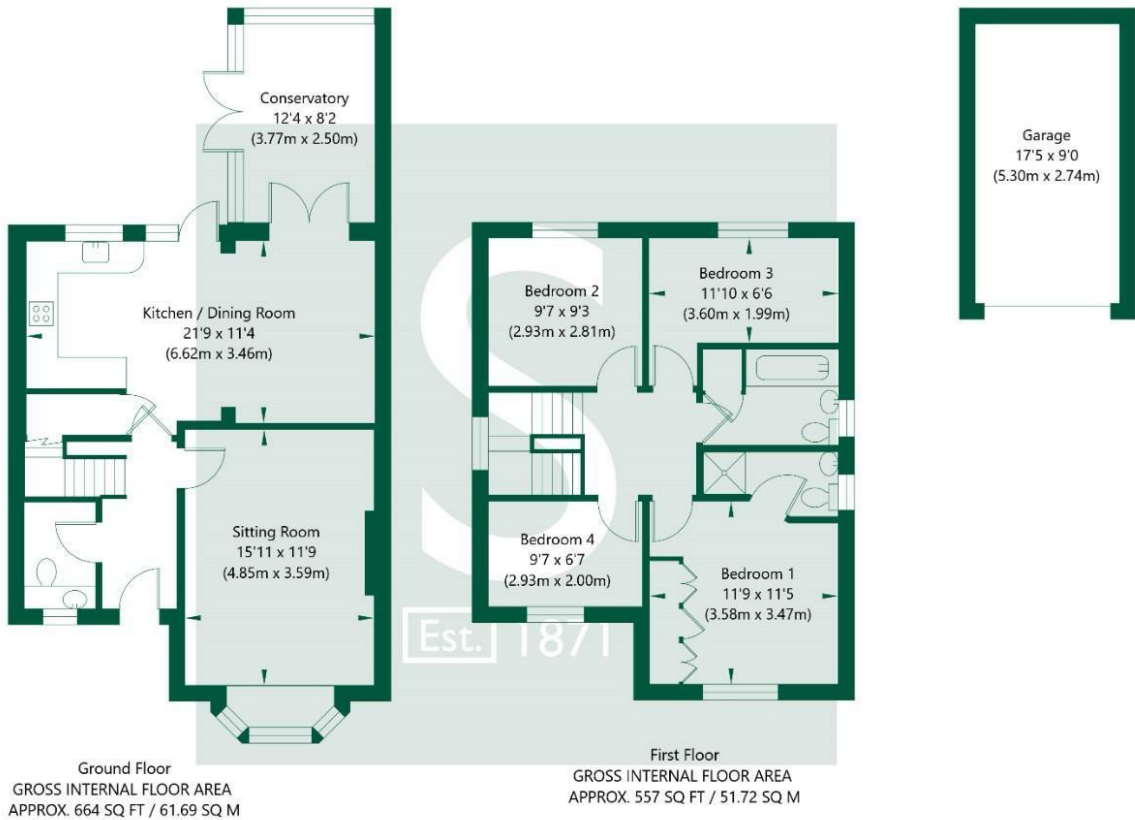 Conservatory
12'4 x 8'2
(3.77m x 2.50m)
Kitchen / Dining Room
21'9 x 11'4
(6.62m x 3.46m)
Sitting Room
15'11 x 11'9
(4.85m x 3.59m)
Ground Floor
GROSS INTERNAL FLOOR AREA
APPROX. 664 SQ FT / 61.69 SQ M
Bedroom 2
9'7 x 9'3
(2.93m x 2.81m)
Bedroom 3
11'10 x 6'6
(3.60m x 1.99m)
Bedroom 4
9'7 x 6'7
(2.93m x 2.00m)
Bedroom 1
11'9 x 11'5
(3.58m x 3.47m)
First Floor
GROSS INTERNAL FLOOR AREA
APPROX. 557 SQ FT / 51.72 SQ M
Garage
17'5 x 9'0
(5.30m x 2.74m)
S
Est. 1871